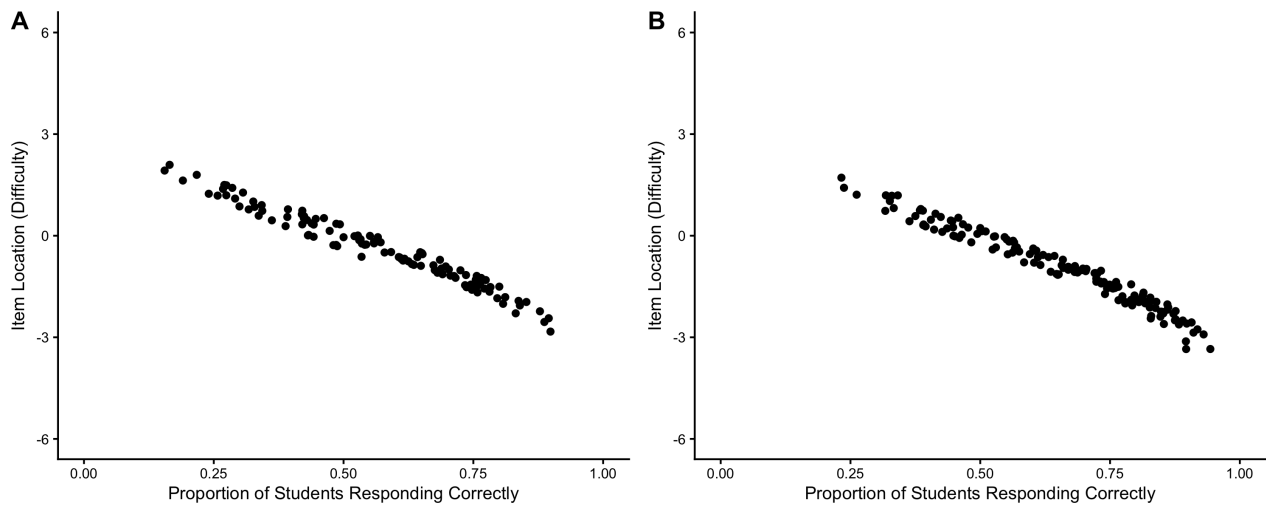 A
6
3
0
-3
-6
Item Location (Difficulty)
0.00 0.25 0.50 0.75 1.00
Proportion of Students Responding Correctly
B
6
3
0
-3
-6
Item Location (Difficulty)
0.00 0.25 0.50 0.75 1.00
Proportion of Students Responding Correctly